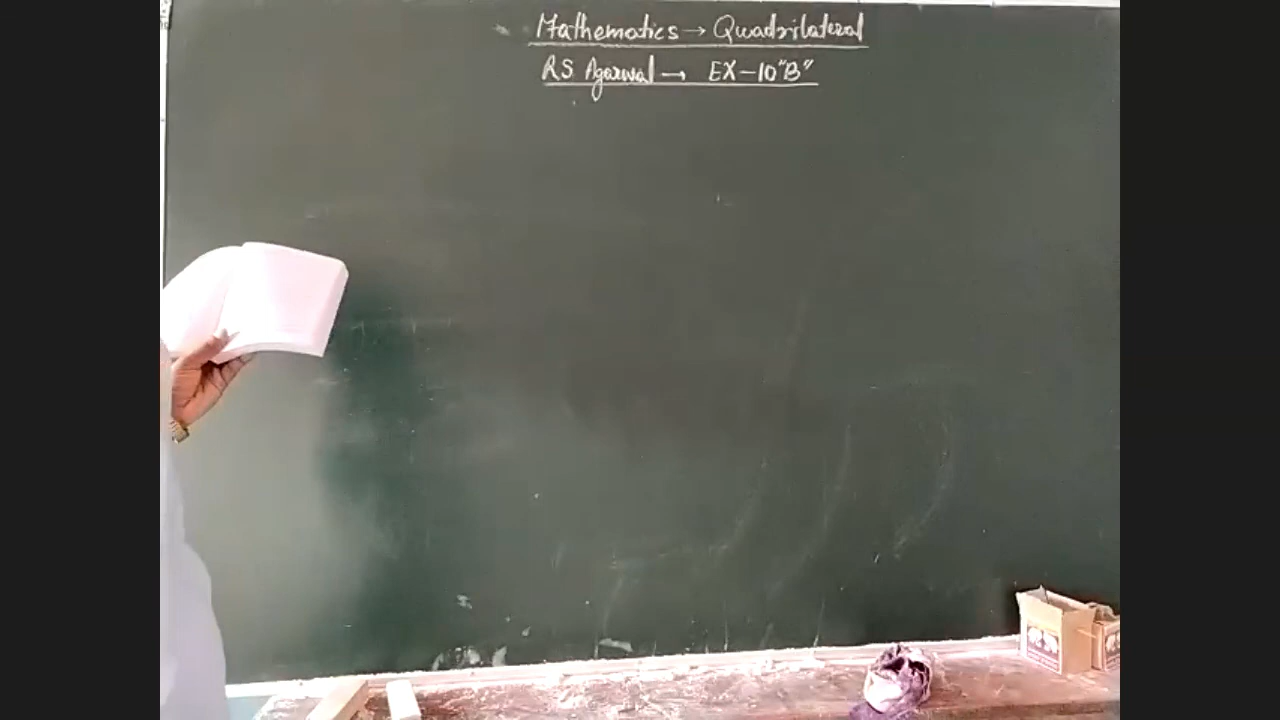 Mathematics → Quadrilateral
RS Agarwal → EX-10"B"